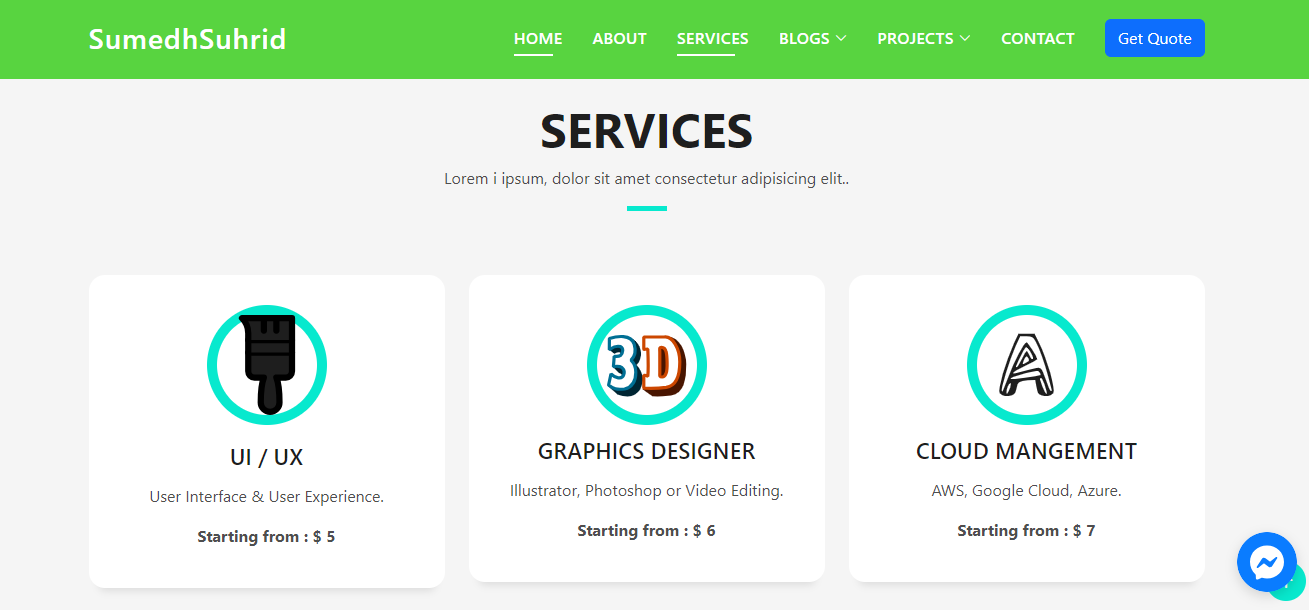 SumedhSuhrid
HOME ABOUT SERVICES BLOGS PROJECTS CONTACT Get Quote
SERVICES
Lorem i ipsum, dolor sit amet consectetur adipisicing elit..
3D
A
UI / UX
User Interface & User Experience.
Starting from : $ 5
GRAPHICS DESIGNER
Illustrator, Photoshop or Video Editing.
Starting from : $ 6
CLOUD MANGEMENT
AWS, Google Cloud, Azure.
Starting from : $ 7